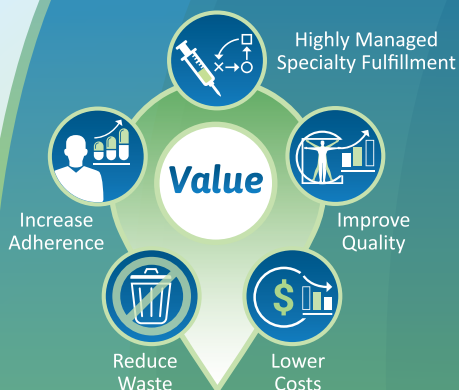 Highly Managed
Specialty Fulfillment
Value
Increase
Adherence
Improve
Quality
$
Reduce
Waste
Lower
Costs